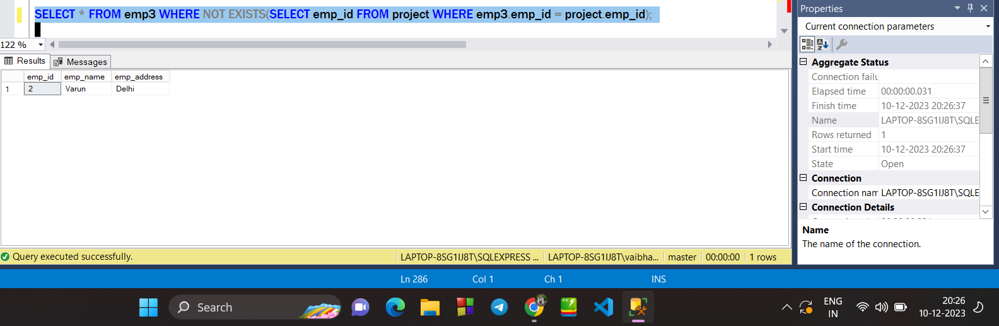 SELECT * FROM emp3 WHERE NOT EXISTS(SELECT emp_id FROM project WHERE emp3.emp_id = project.emp_id);
122 %
Results Messages
emp_id emp_name emp_address
1 2 Varun Delhi
Query executed successfully. LAPTOP-8SG1IJ8T\SQLEXPRESS ... LAPTOP-8SG1IJ8T\vaibha... master 00:00:00 1 rows
Properties
Current connection parameters
Aggregate Status
Connection failu
Elapsed time 00:00:00.031
Finish time 10-12-2023 20:26:37
Name LAPTOP-8SG1IJ8T\SQLE
Rows returned 1
Start time 10-12-2023 20:26:37
State Open
Connection
Connection nam LAPTOP-8SG1IJ8T\SQLE
Connection Details
Name
The name of the connection.
Ln 286 Col 1 Ch 1 INS
Search
ENG
IN
20:26
10-12-2023